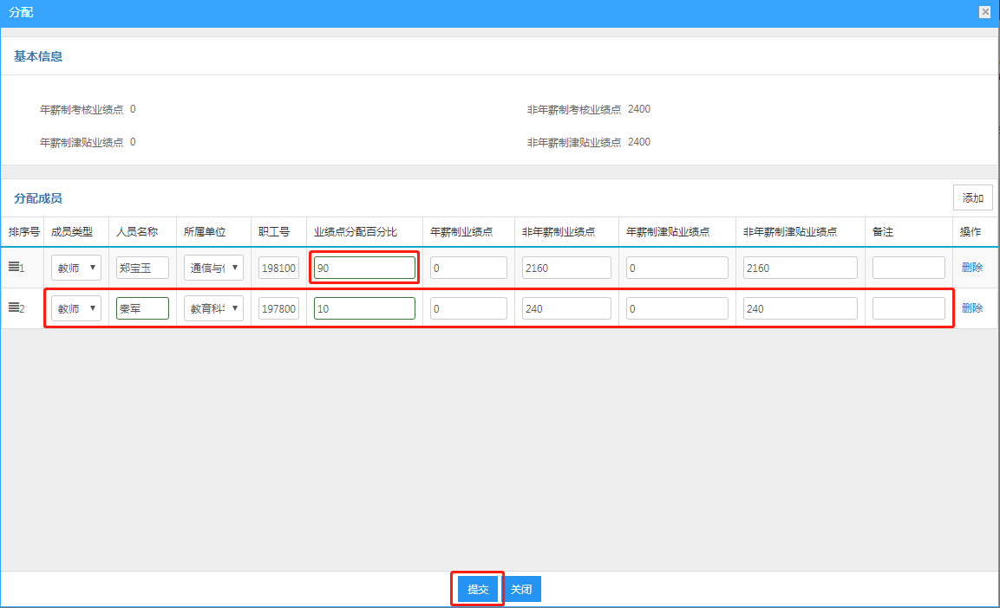 分配
基本信息
年薪制考核业绩点 0 非年薪制考核业绩点 2400
年薪制津贴业绩点 0 非年薪制津贴业绩点 2400
分配成员 添加
排序号 成员类型 人员名称 所属单位 职工号 业绩点分配百分比 年薪制业绩点 非年薪制业绩点 年薪制津贴业绩点 非年薪制津贴业绩点 备注 操作
1 教师 郑宝玉 通信与 198100 90 0 2160 0 2160 删除
2 教师 秦军 教育科 197800 10 0 240 0 240 删除
提交 关闭